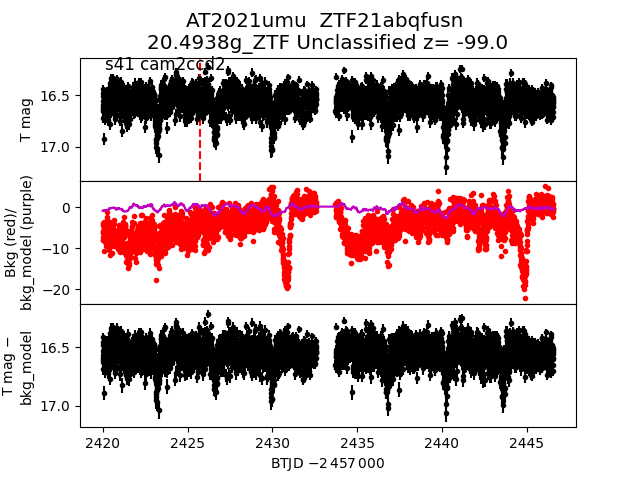 AT2021umu  ZTF21abqfusn
20.4938g_ZTF Unclassified z= -99.0
s41 cam2ccd2
16.5
17.0
T mag
0
−10
−20
Bkg (red)/
bkg_model (purple)
16.5
17.0
T mag −
bkg_model
2420
2425
2430
2435
2440
2445
BTJD −2 457 000